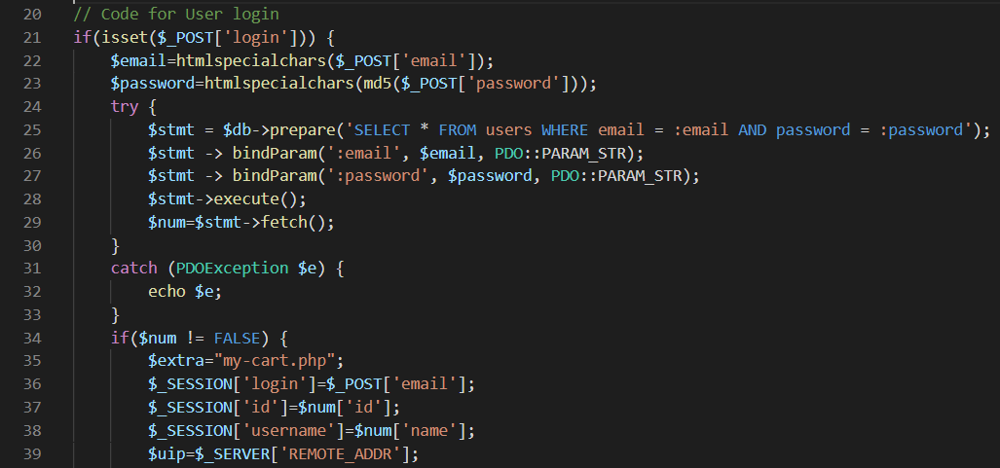 20 // Code for User login
21 if(isset($_POST['login'])) {
22 $email=htmlspecialchars($_POST['email']);
23 $password=htmlspecialchars(md5($_POST['password']));
24 try {
25 $stmt = $db->prepare('SELECT * FROM users WHERE email = :email AND password = :password');
26 $stmt -> bindParam(':email', $email, PDO::PARAM_STR);
27 $stmt -> bindParam(':password', $password, PDO::PARAM_STR);
28 $stmt->execute();
29 $num=$stmt->fetch();
30 }
31 catch (PDOException $e) {
32 echo $e;
33 }
34 if($num != FALSE) {
35 $extra="my-cart.php";
36 $_SESSION['login']=$_POST['email'];
37 $_SESSION['id']=$num['id'];
38 $_SESSION['username']=$num['name'];
39 $uip=$_SERVER['REMOTE_ADDR'];